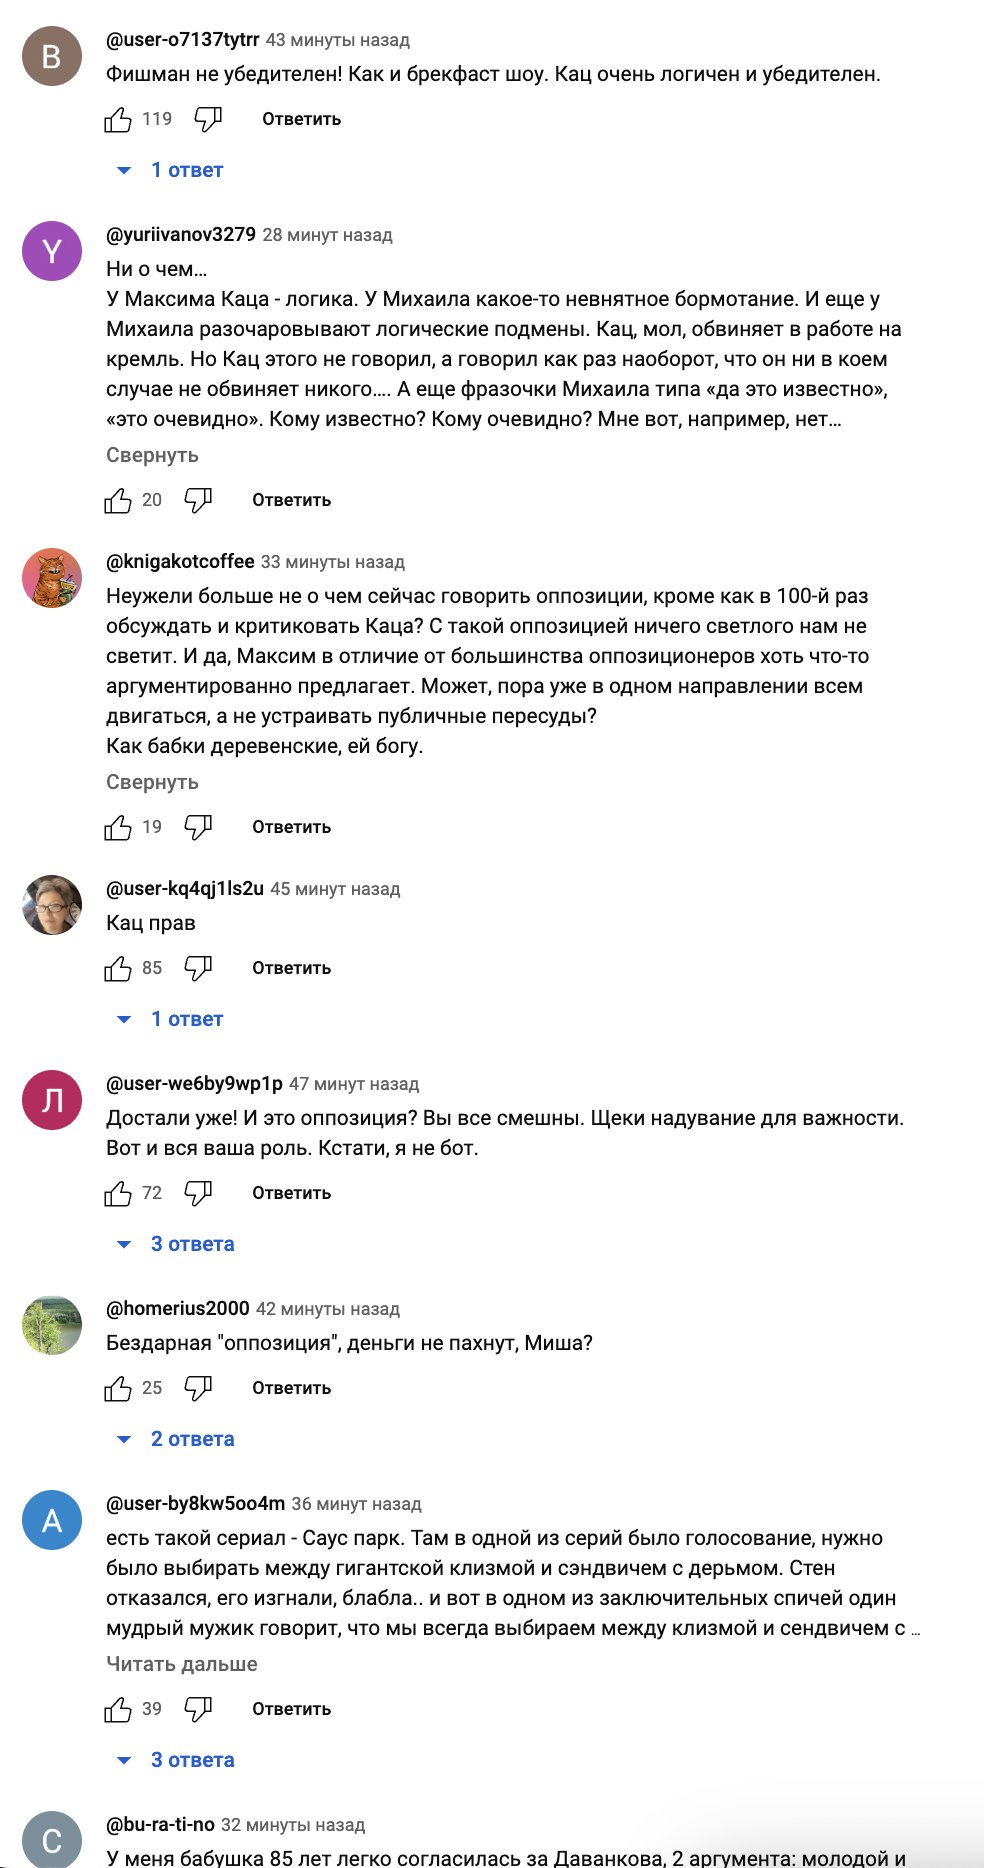 B
@user-o7137tytrr 43 минуты назад
Фишман не убедителен! Как и брекфаст шоу. Кац очень логичен и убедителен.
119 Ответить
1 ответ
Y
@yuriivanov3279 28 минут назад
Ни о чем...
У Максима Каца - логика. У Михаила какое-то невнятное бормотание. И еще у
Михаила разочаровывают логические подмены. Кац, мол, обвиняет в работе на
кремль. Но Кац этого не говорил, а говорил как раз наоборот, что он ни в коем
случае не обвиняет никого.... А еще фразочки Михаила типа «да это известно»,
«это очевидно». Кому известно? Кому очевидно? Мне вот, например, нет...
Свернуть
20 Ответить
@knigakotcoffee 33 минуты назад
Неужели больше не о чем сейчас говорить оппозиции, кроме как в 100-й раз
обсуждать и критиковать Каца? С такой оппозицией ничего светлого нам не
светит. И да, Максим в отличие от большинства оппозиционеров хоть что-то
аргументированно предлагает. Может, пора уже в одном направлении всем
двигаться, а не устраивать публичные пересуды?
Как бабки деревенские, ей богу.
Свернуть
19 Ответить
@user-kq4qj1ls2u 45 минут назад
Кац прав
85 Ответить
1 ответ
Л
@user-we6by9wp1p 47 минут назад
Достали уже! И это оппозиция? Вы все смешны. Щеки надувание для важности.
Вот и вся ваша роль. Кстати, я не бот.
72 Ответить
3 ответа
@homerius2000 42 минуты назад
Бездарная "оппозиция", деньги не пахнут, Миша?
25 Ответить
2 ответа
А
@user-by8kw5oo4m 36 минут назад
есть такой сериал - Саус парк. Там в одной из серий было голосование, нужно
было выбирать между гигантской клизмой и сэндвичем с дерьмом. Стен
отказался, его изгнали, блабла.. и вот в одном из заключительных спичей один
мудрый мужик говорит, что мы всегда выбираем между клизмой и сендвичем с ...
Читать дальше
39 Ответить
3 ответа
C
@bu-ra-ti-no 32 минуты назад
У меня бабушка 85 лет легко согласилась за Даванкова, 2 аргумента: молодой и